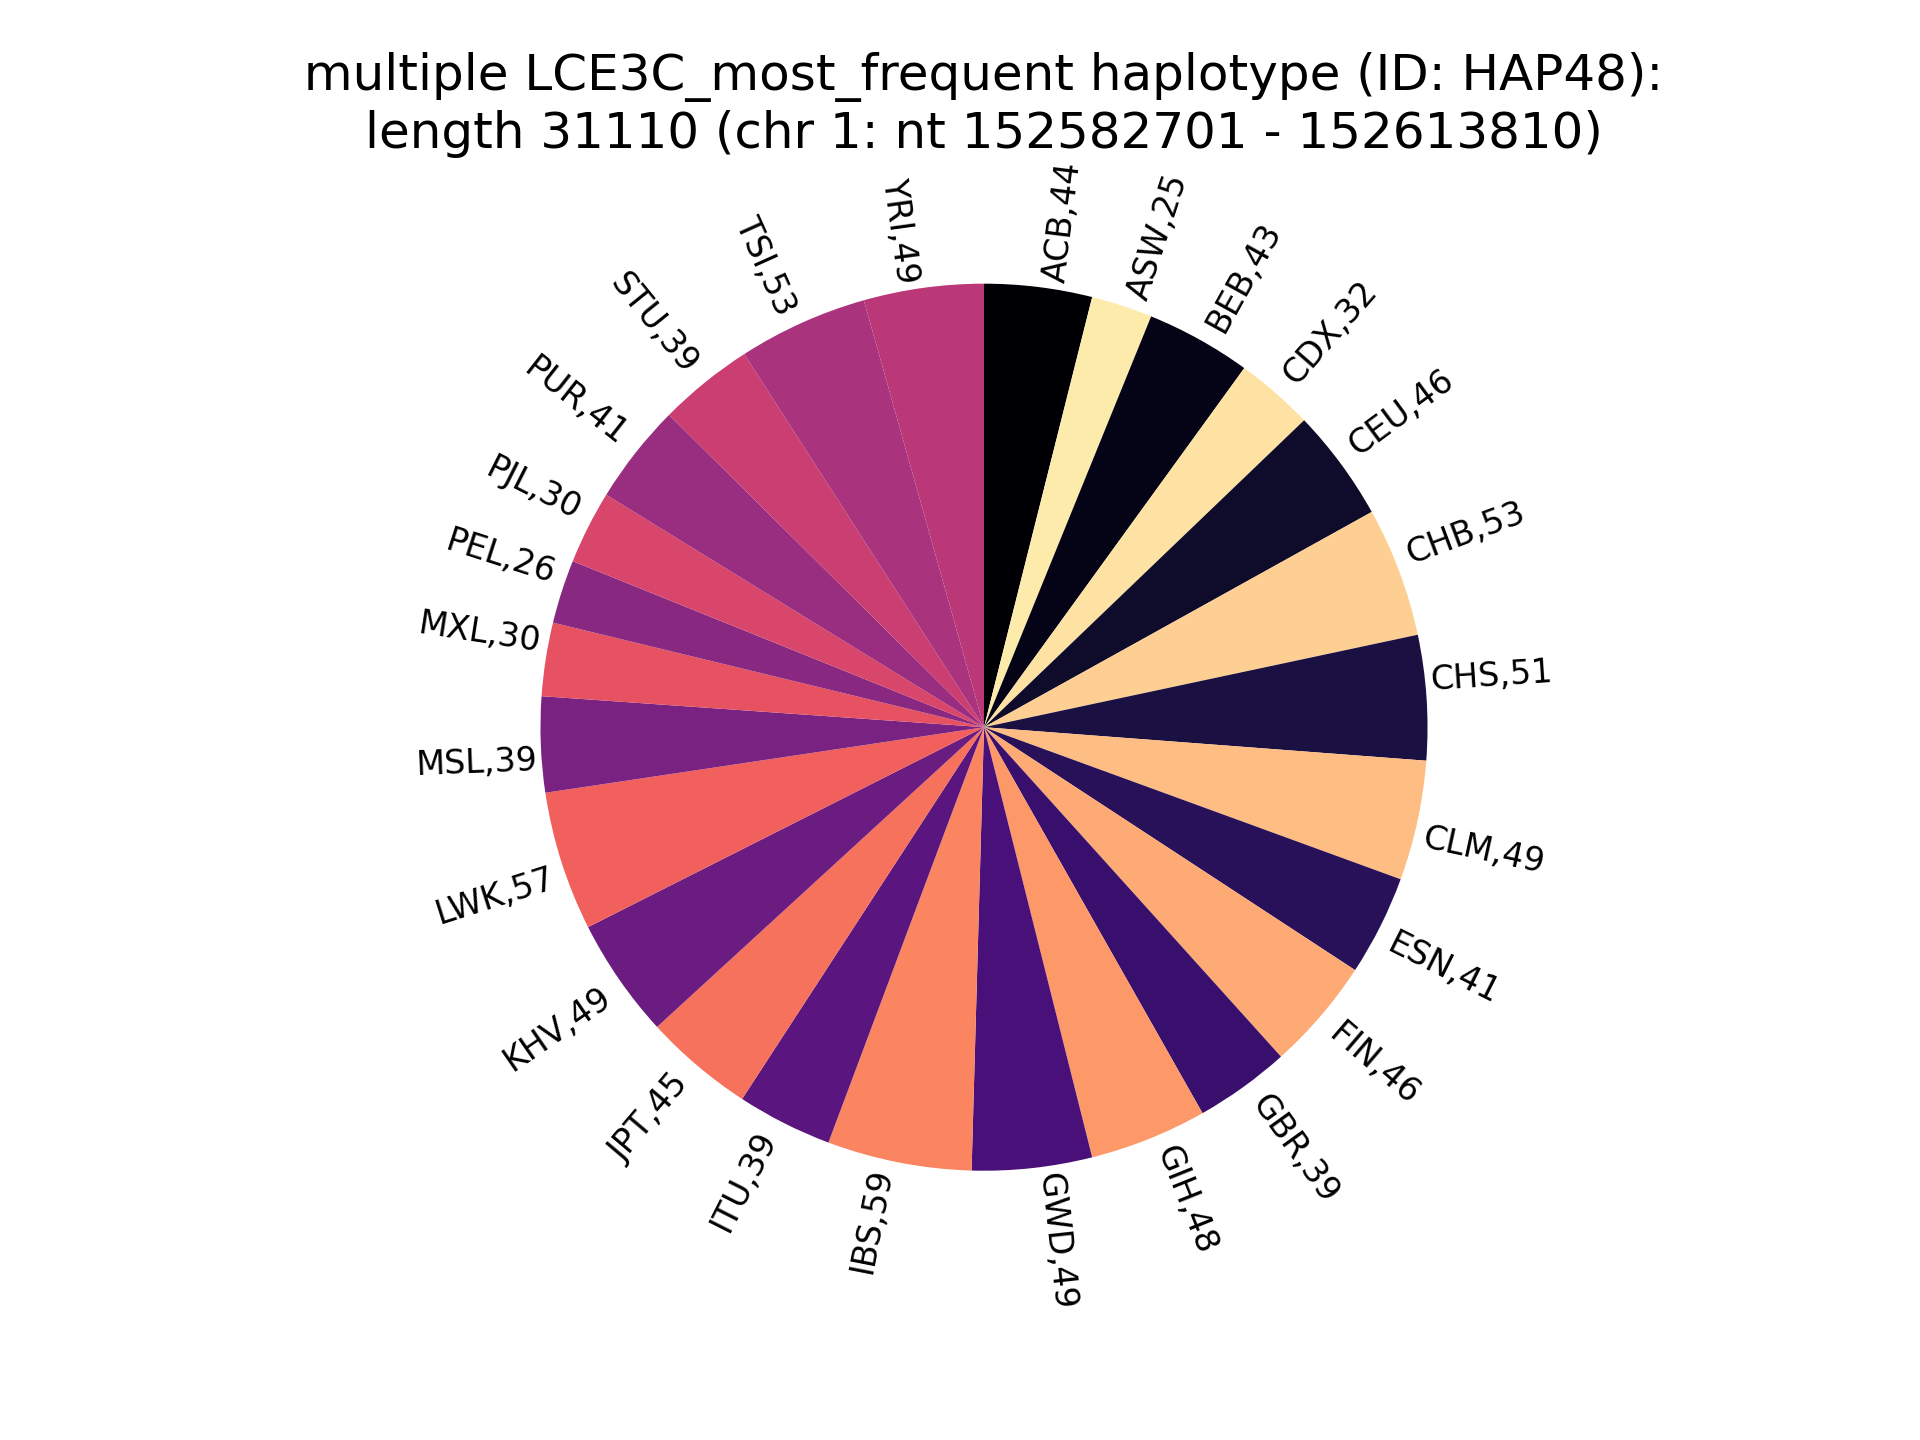 multiple LCE3C_most_frequent haplotype (ID: HAP48):
length 31110 (chr 1: nt 152582701 - 152613810)
ACB,44
ASW,25
BEB,43
CDX,32
CEU,46
CHB,53
CHS,51
CLM,49
ESN,41
FIN,46
GBR,39
GIH,48
GWD,49
IBS,59
ITU,39
JPT,45
KHV,49
LWK,57
MSL,39
MXL,30
PEL,26
PJL,30
PUR,41
STU,39
TSI,53
YRI,49